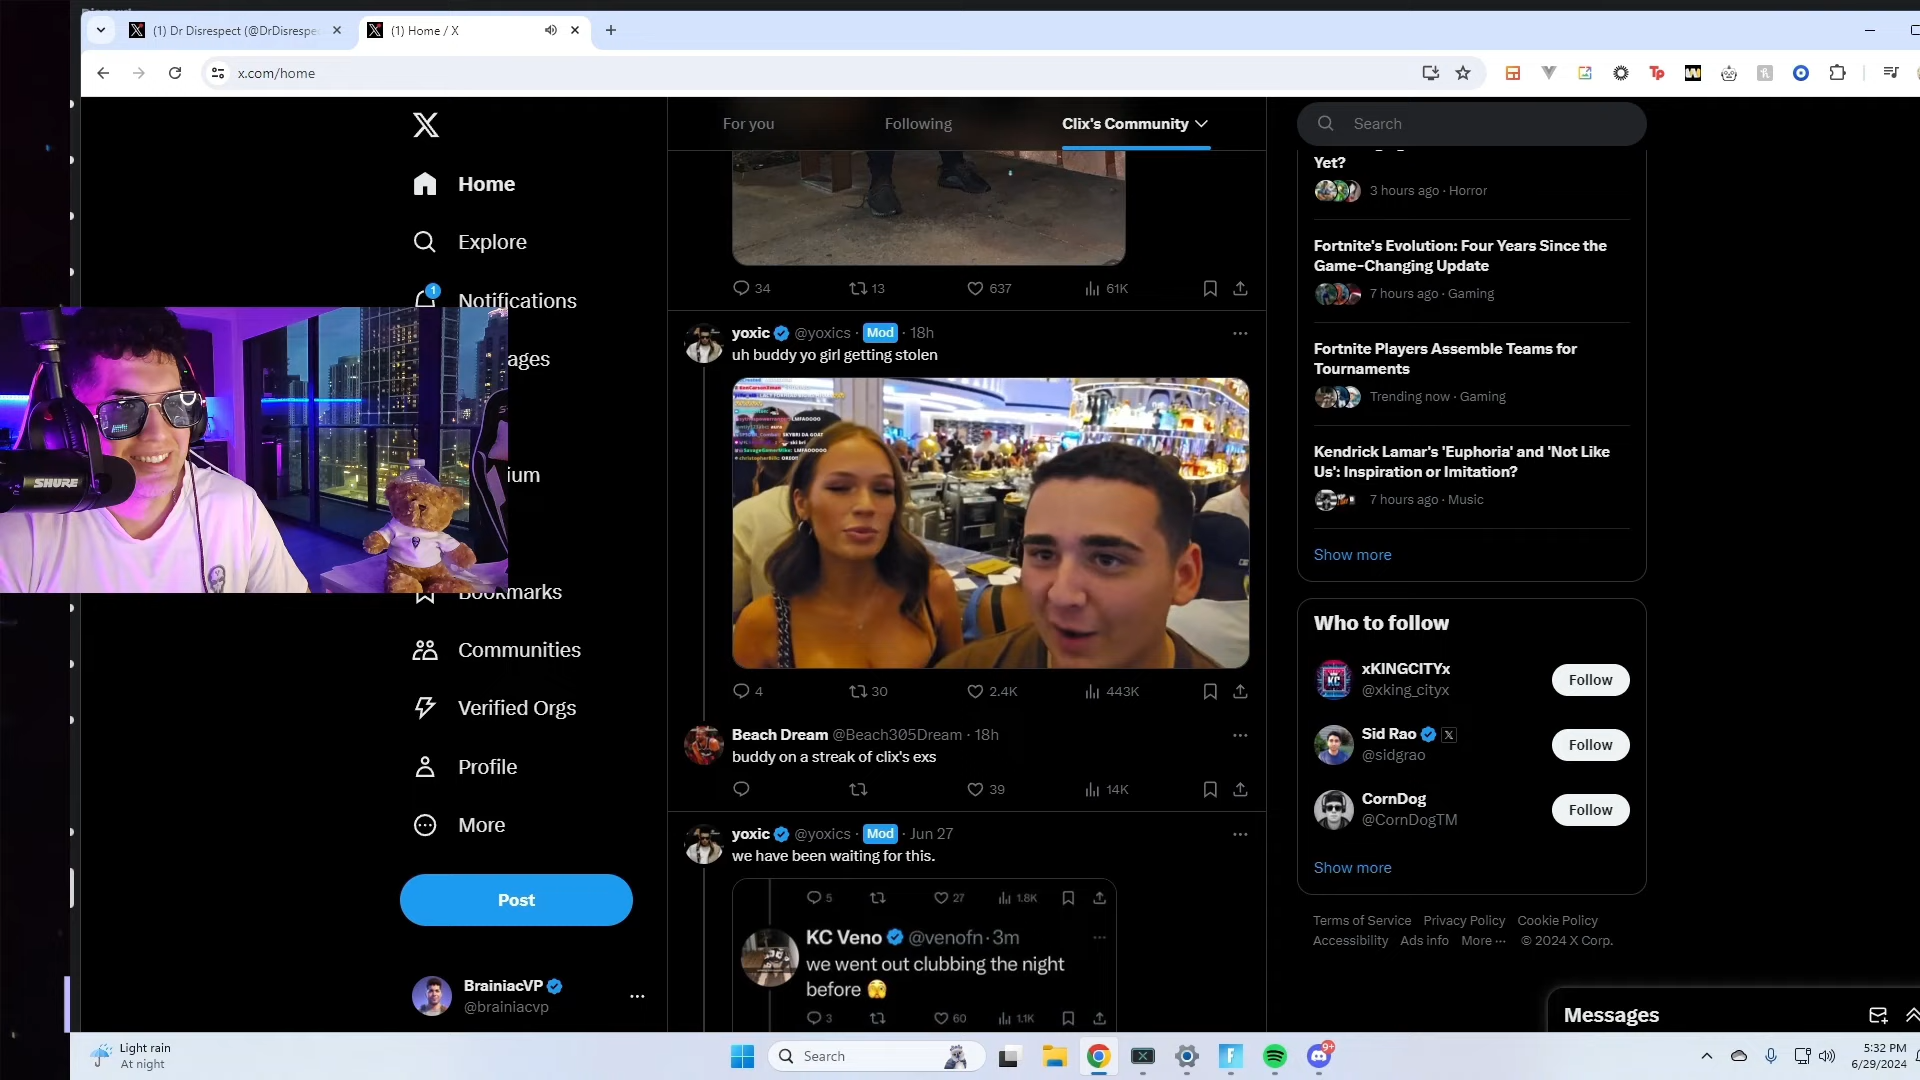 (1) Dr Disrespect (@DrDisrespe
(1) Home / X
x.com/home
For you
Following
Clix's Community
Search
Home
Explore
1
Notifications
ages
ium
Bookmarks
Communities
Verified Orgs
Profile
More
Post
BrainiacVP
@brainiacvp
SHURE
34
13
637
61K
yoxic @yoxics · Mod · 18h
uh buddy yo girl getting stolen
4
30
2.4K
443K
Beach Dream @Beach305Dream · 18h
buddy on a streak of clix's exs
39
14K
yoxic @yoxics · Mod · Jun 27
we have been waiting for this.
5
27
1.8K
KC Veno @venofn · 3m
we went out clubbing the night
before 🫣
3
60
1.1K
Yet?
3 hours ago · Horror
Fortnite's Evolution: Four Years Since the
Game-Changing Update
7 hours ago · Gaming
Fortnite Players Assemble Teams for
Tournaments
Trending now · Gaming
Kendrick Lamar's 'Euphoria' and 'Not Like
Us': Inspiration or Imitation?
7 hours ago · Music
Show more
Who to follow
xKINGCITYx
@xking_cityx
Follow
Sid Rao
@sidgrao
Follow
CornDog
@CornDogTM
Follow
Show more
Terms of Service Privacy Policy Cookie Policy
Accessibility Ads info More ··· © 2024 X Corp.
Messages
Light rain
At night
Search
9+
5:32 PM
6/29/2024